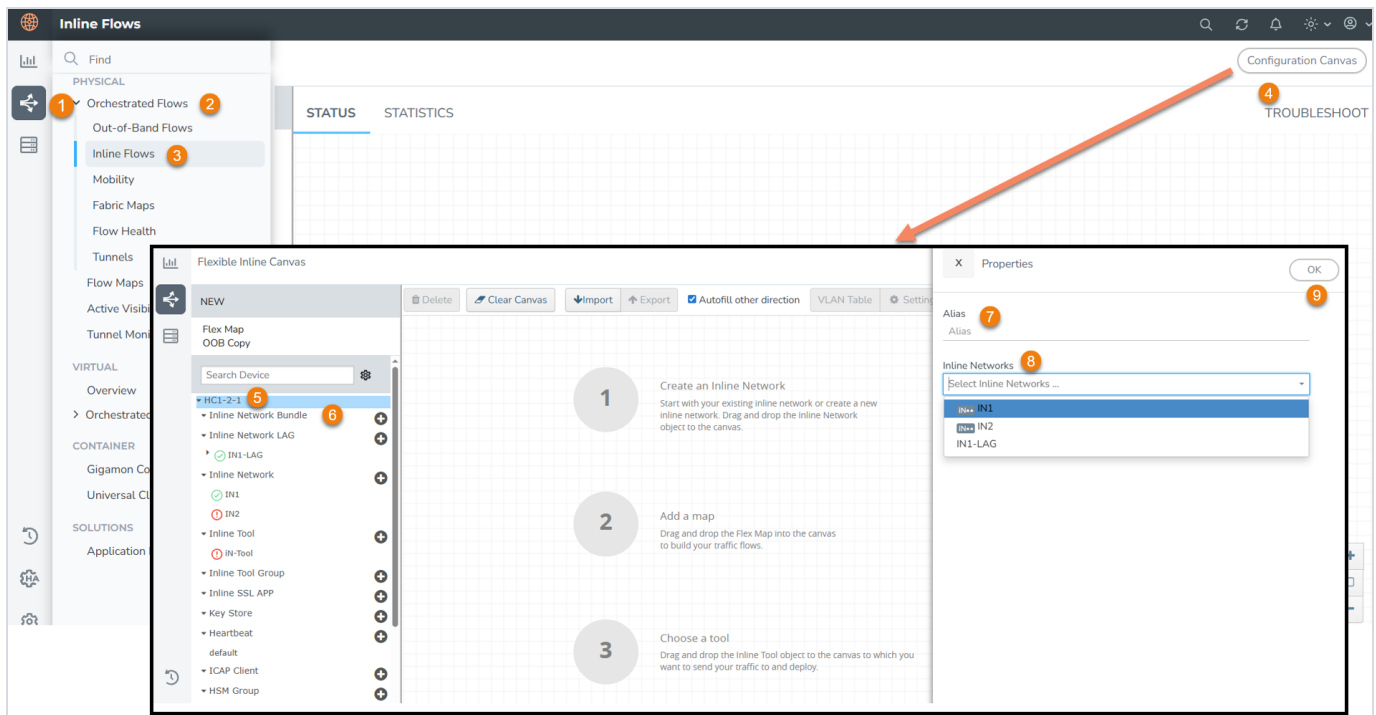 Inline Flows
Find
Configuration Canvas
PHYSICAL
1
Orchestrated Flows 2
4
Out-of-Band Flows
STATUS STATISTICS
TROUBLESHOOT
Inline Flows 3
Mobility
Fabric Maps
Flow Health
Tunnels
Flow Maps
Active Visibi
Tunnel Moni
VIRTUAL
Overview
Orchestrated
CONTAINER
Gigamon Co
Universal Cl
SOLUTIONS
Application
HA
Flexible Inline Canvas
NEW
Flex Map
OOB Copy
Search Device
HC1-2-1 5
Inline Network Bundle 6
Inline Network LAG
IN1-LAG
Inline Network
IN1
IN2
Inline Tool
iN-Tool
Inline Tool Group
Inline SSL APP
Key Store
Heartbeat
default
ICAP Client
HSM Group
Delete Clear Canvas Import Export Autofill other direction VLAN Table Setting
1
Create an Inline Network
Start with your existing inline network or create a new
inline network. Drag and drop the Inline Network
object to the canvas.
2
Add a map
Drag and drop the Flex Map into the canvas
to build your traffic flows.
3
Choose a tool
Drag and drop the Inline Tool object to the canvas to which you
want to send your traffic to and deploy.
X Properties
OK
9
Alias 7
Alias
Inline Networks 8
Select Inline Networks ...
IN IN1
IN IN2
IN1-LAG